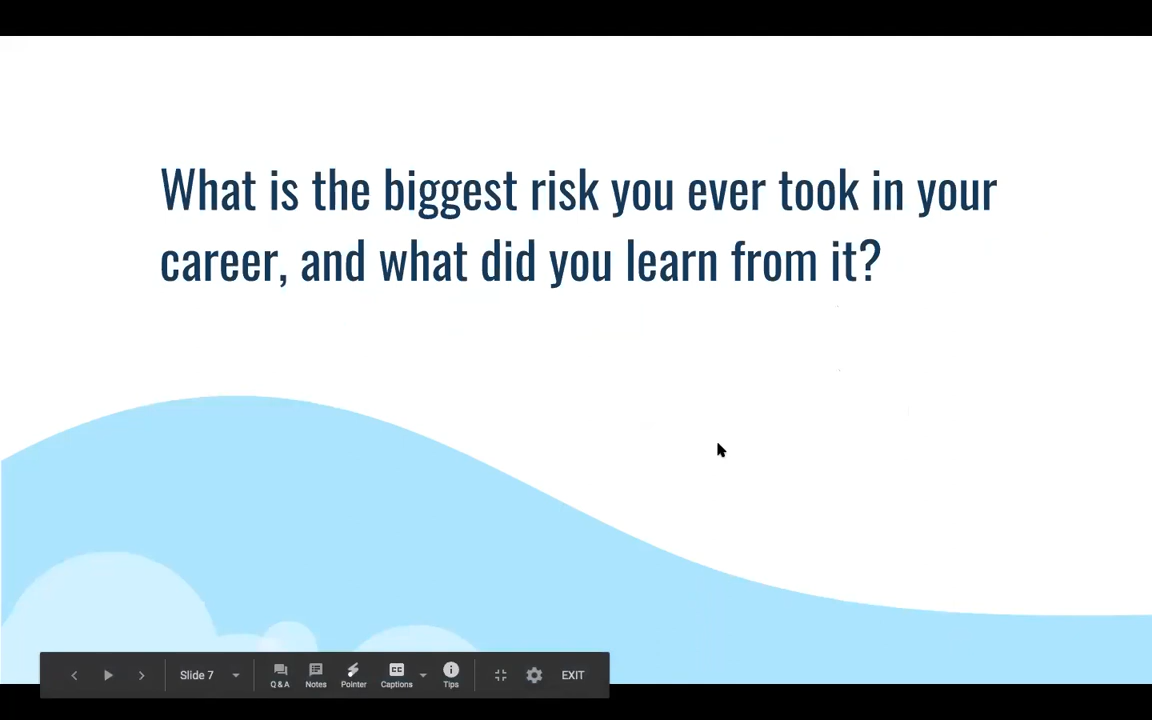 What is the biggest risk you ever took in your
career, and what did you learn from it?
Slide 7
Q & A
Notes
Pointer
CC
Captions
Tips
EXIT